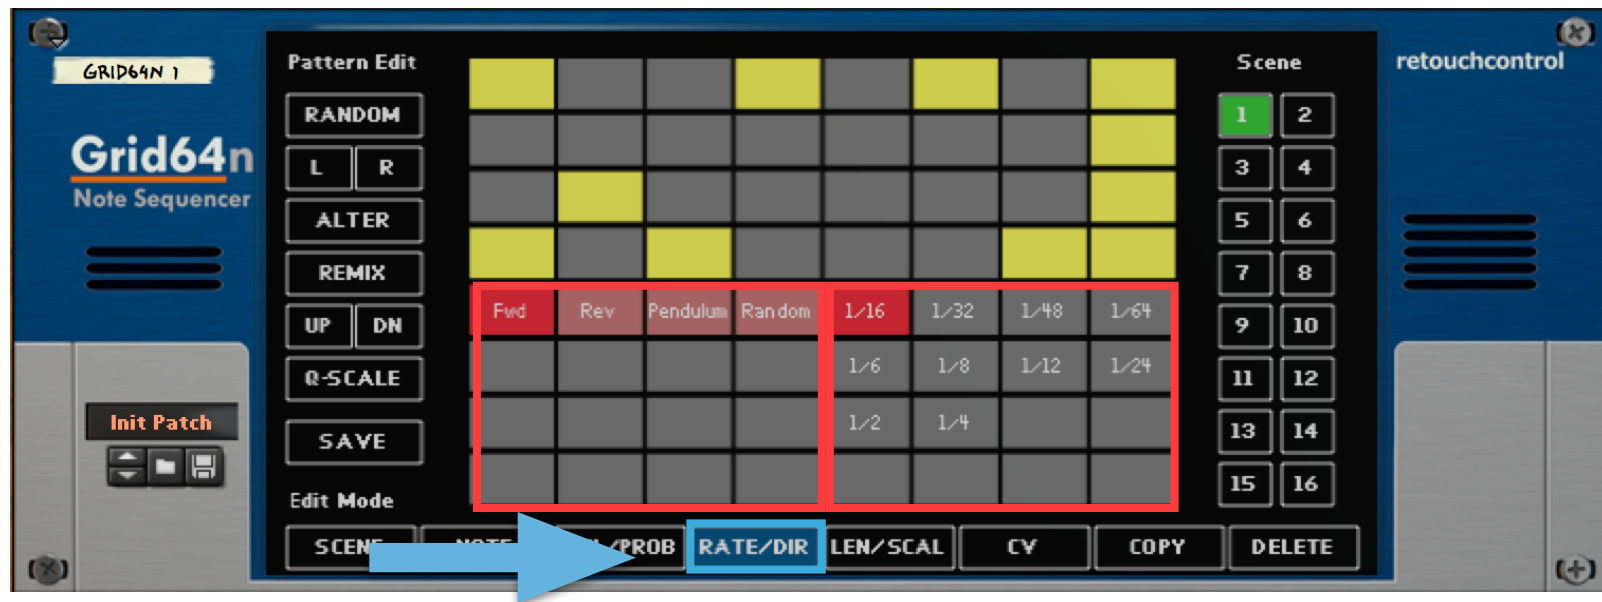 GRID64N 1
Grid64n
Note Sequencer
Init Patch
Pattern Edit
RANDOM
L R
ALTER
REMIX
UP DN
Q-SCALE
SAVE
Edit Mode
Fwd Rev Pendulum Random 1/16 1/32 1/48 1/64
1/6 1/8 1/12 1/24
1/2 1/4
Scene
1 2
3 4
5 6
7 8
9 10
11 12
13 14
15 16
retouchcontrol
SCENE /PROB RATE/DIR LEN/SCAL CV COPY DELETE